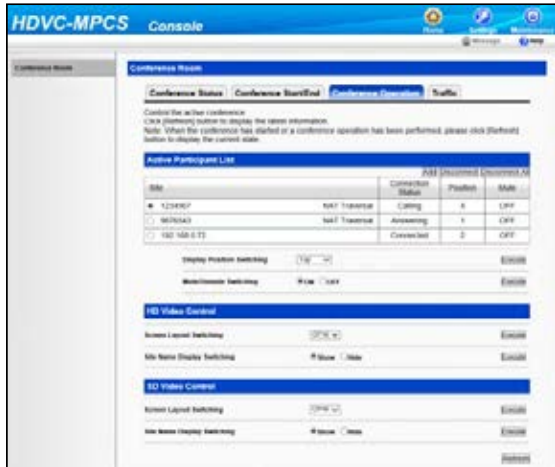 HDVC-MPCS Console
Home Settings Maintenance
Message Help
Conference Room
Conference Room
Conference Status Conference Start/End Conference Operation Traffic
Control the active conference
Click [Refresh] button to display the latest information.
Note: When the conference has started or a conference operation has been performed, please click [Refresh]
button to display the current state.
Active Participant List
Add Disconnect Disconnect All
Site Connection Status Position Mute
1234567 NAT Traversal Calling OFF
NAT Traversal Answering 1 OFF
192.168.0.72 Connected 2 OFF
Display Position Switching Execute
Mute/Unmute Switching Execute
HD Video Control
Screen Layout Switching Execute
Site Name Display Switching Show Hide Execute
SD Video Control
Screen Layout Switching Execute
Site Name Display Switching Show Hide Execute
Refresh